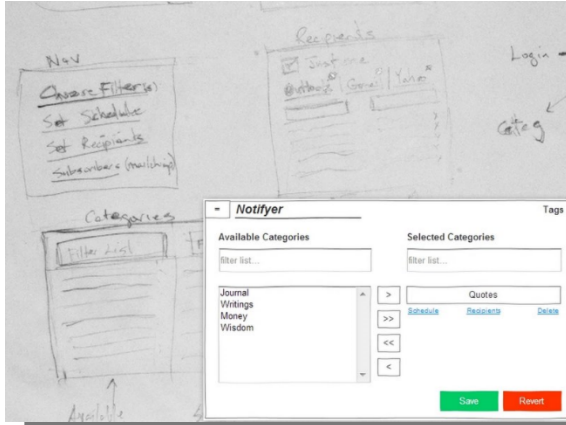 Nav
Choose Filter(s)
Set Schedule
Set Recipients
Subscribers (mailchimp)
Recipients
Just one
Outlook | Gmail | Yahoo
Login
Categ
Categories
Filter List
Available
- Notifyer
Tags
Available Categories
Selected Categories
filter list...
filter list...
Journal
Writings
Money
Wisdom
>
>>
<<
<
Quotes
Schedule Recipients Delete
Save Revert